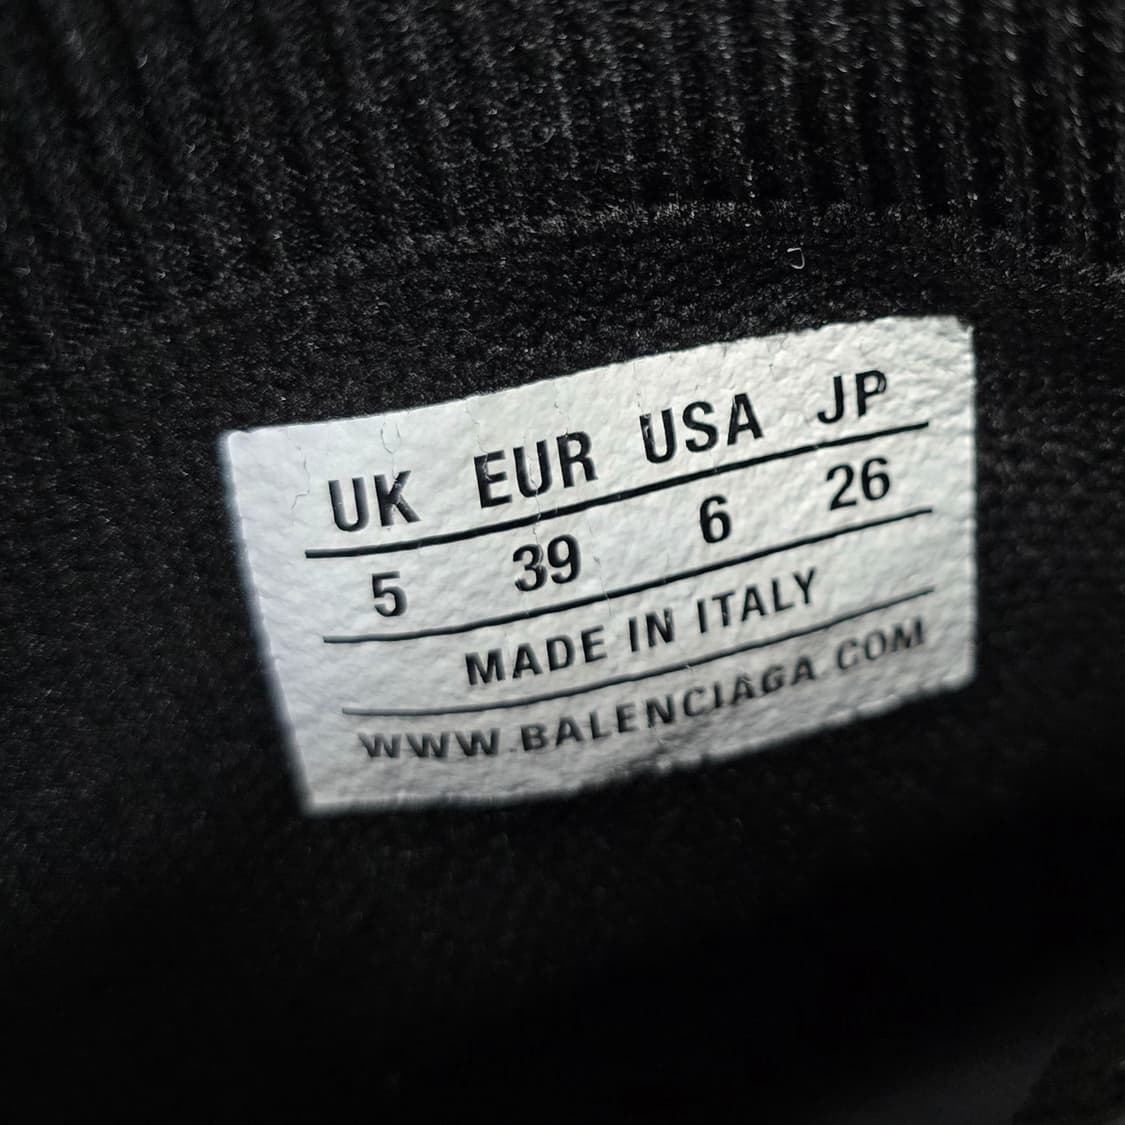 UK EUR USA JP
5 39 6 26
MADE IN ITALY
WWW.BALENCIAGA.COM